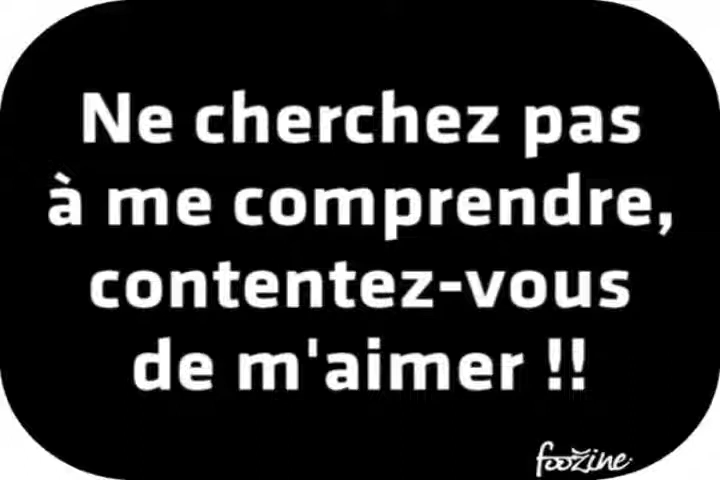 Ne cherchez pas
à me comprendre,
contentez-vous
de m'aimer !!
foozine